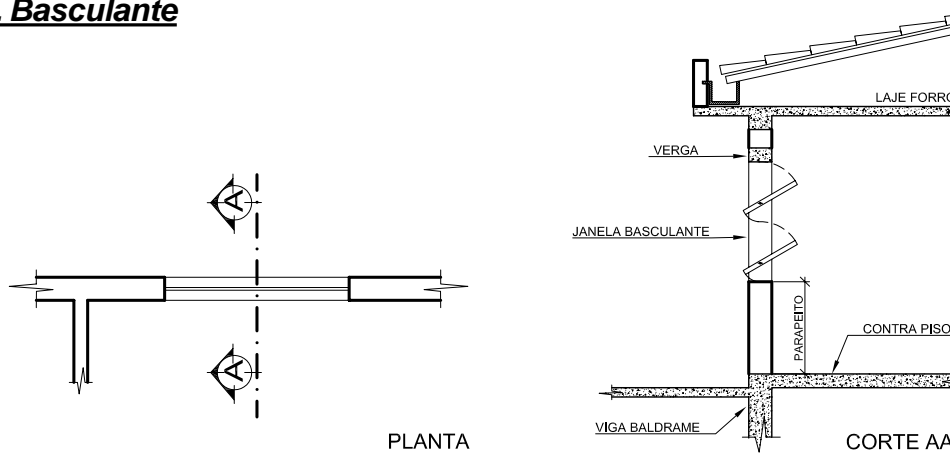 . Basculante
A
A
PLANTA
LAJE FORRO
VERGA
JANELA BASCULANTE
PARAPEITO
CONTRA PISO
VIGA BALDRAME
CORTE AA